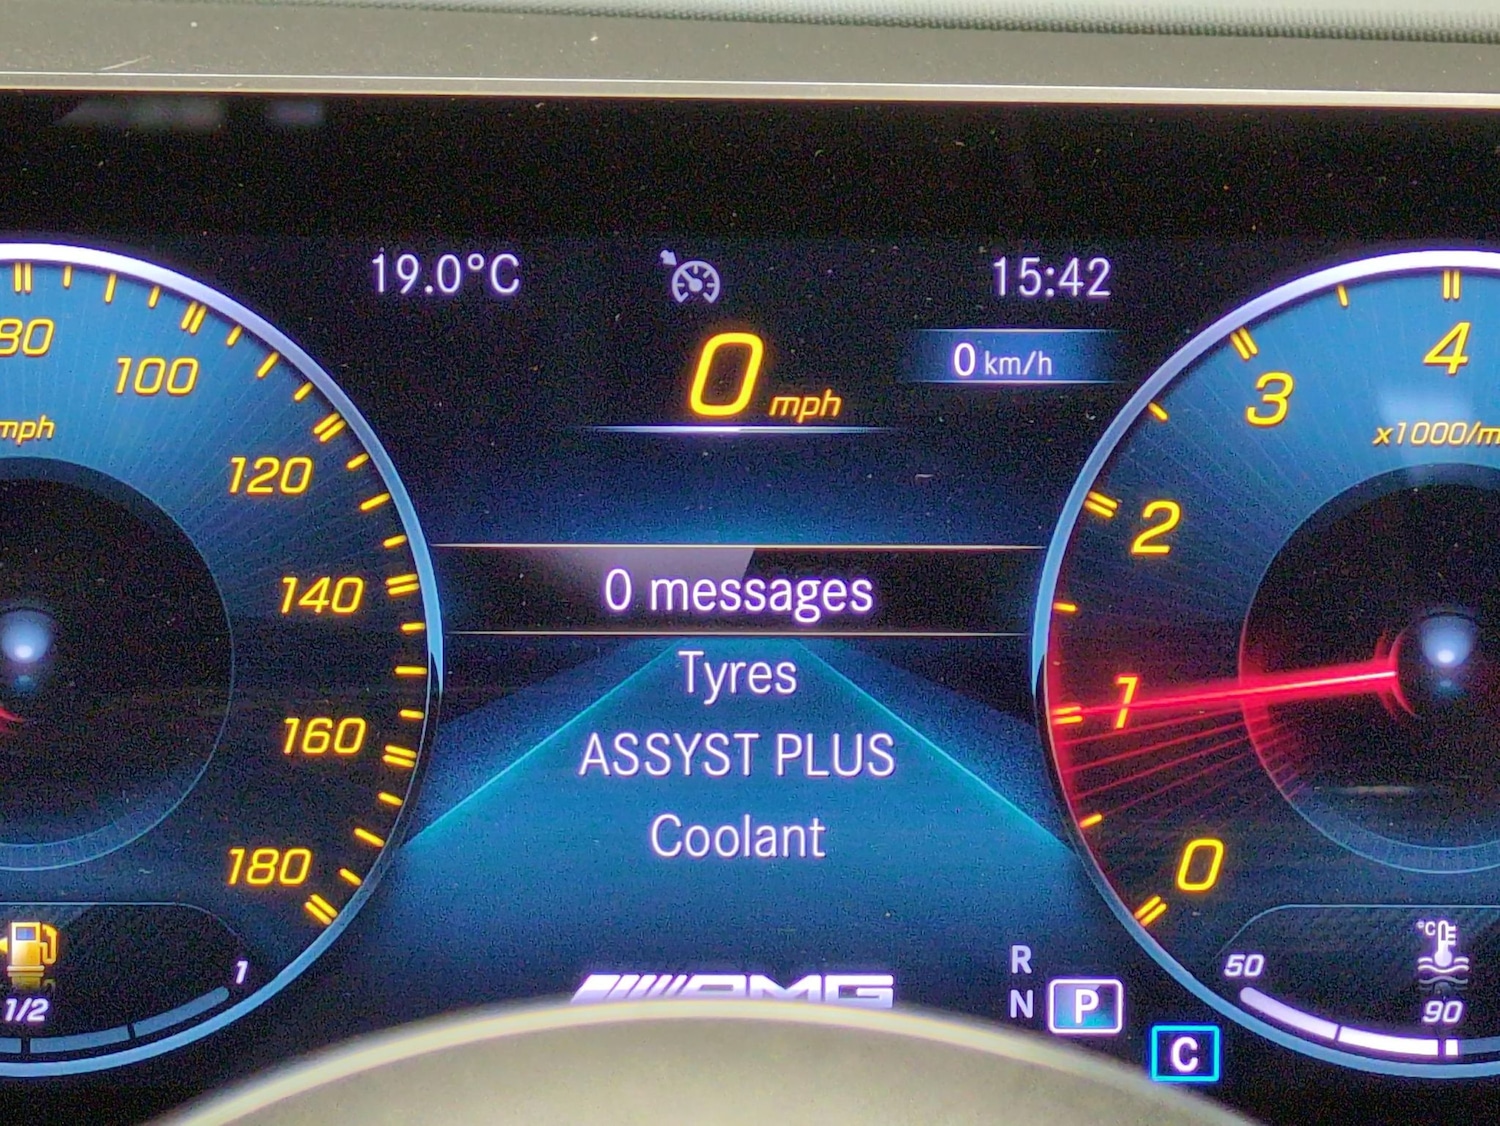 19.0°C
15:42
0 mph
0 km/h
80
100
mph
120
140
160
180
0 messages
Tyres
ASSYST PLUS
Coolant
AMG
4
3
x1000/m
2
1
0
1/2
1
R
N
P
C
50
°C
90